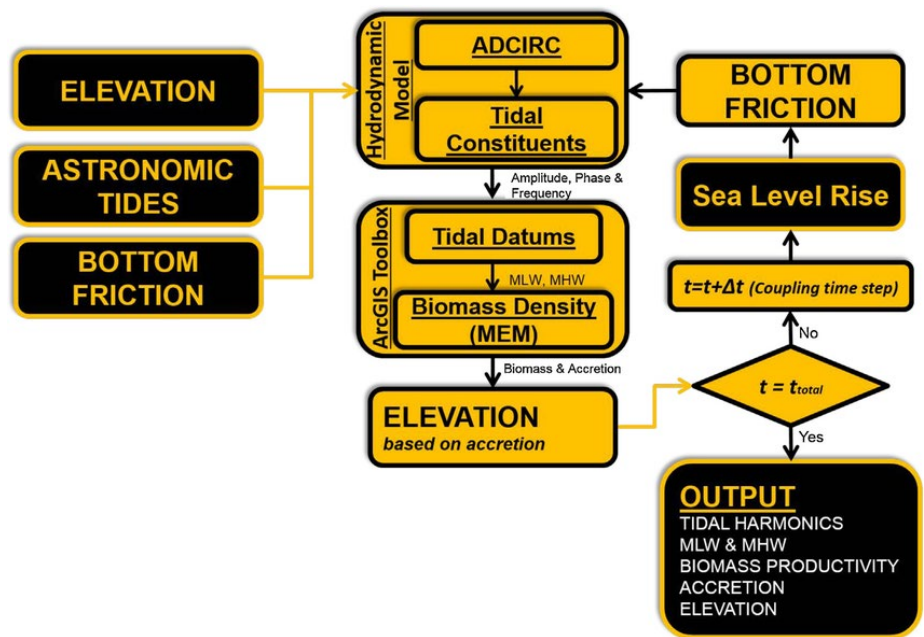 ELEVATION
ASTRONOMIC
TIDES
BOTTOM
FRICTION
Hydrodynamic
Model
ADCIRC
Tidal
Constituents
Amplitude, Phase &
Frequency
ArcGIS Toolbox
Tidal Datums
MLW, MHW
Biomass Density
(MEM)
Biomass & Accretion
ELEVATION
based on accretion
BOTTOM
FRICTION
Sea Level Rise
t=t+Δt (Coupling time step)
No
t = ttotal
Yes
OUTPUT
TIDAL HARMONICS
MLW & MHW
BIOMASS PRODUCTIVITY
ACCRETION
ELEVATION